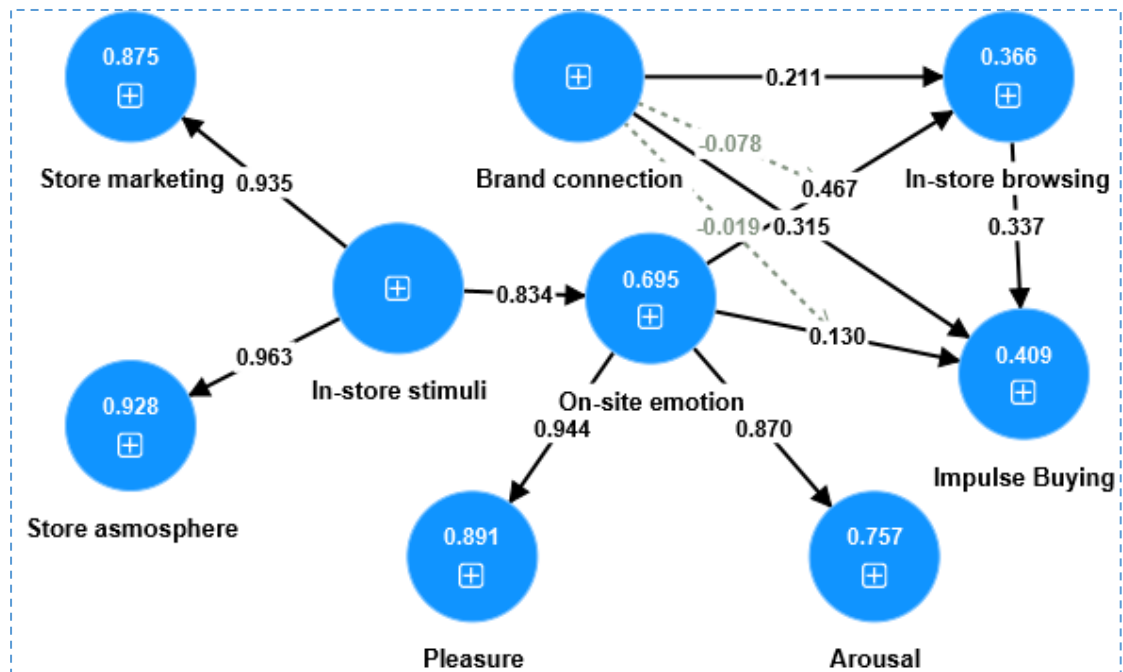 0.875
Store marketing
0.935
Brand connection
0.211
0.366
In-store browsing
-0.078
0.467
-0.019
0.315
0.337
In-store stimuli
0.834
0.695
On-site emotion
0.130
0.409
Impulse Buying
0.963
0.928
Store asmosphere
0.944
0.870
0.891
Pleasure
0.757
Arousal